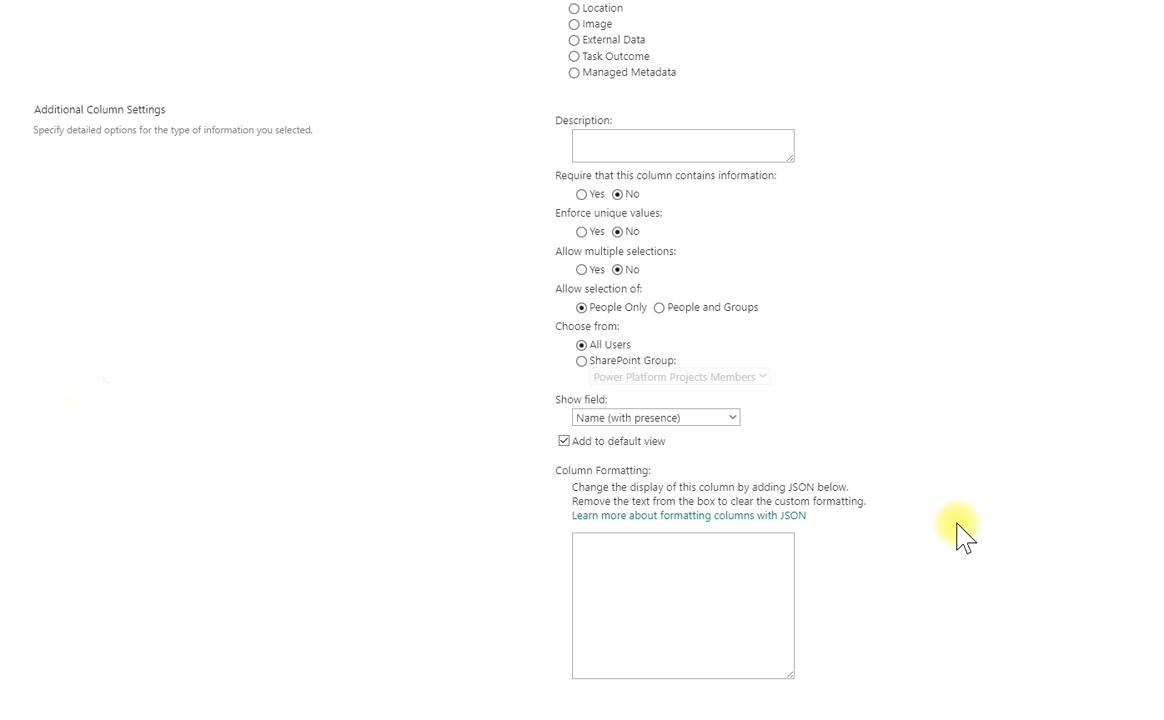 Location
Image
External Data
Task Outcome
Managed Metadata
Additional Column Settings
Specify detailed options for the type of information you selected.
Description:
Require that this column contains information:
Yes No
Enforce unique values:
Yes No
Allow multiple selections:
Yes No
Allow selection of:
People Only People and Groups
Choose from:
All Users
SharePoint Group:
Power Platform Projects Members
Show field:
Name (with presence)
Add to default view
Column Formatting:
Change the display of this column by adding JSON below.
Remove the text from the box to clear the custom formatting.
Learn more about formatting columns with JSON